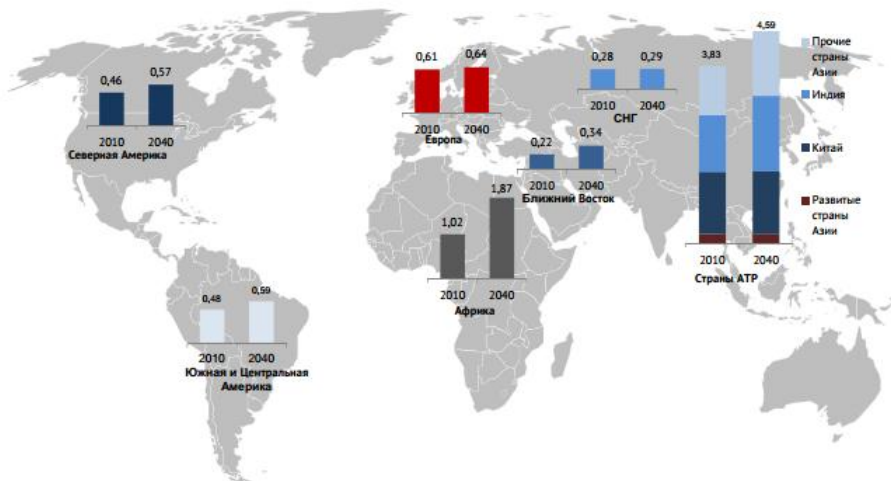 0,46 0,57
2010 2040
Северная Америка
0,61 0,64
2010 2040
Европа
0,28 0,29
2010 2040
СНГ
0,22 0,34
2010 2040
Ближний Восток
1,02 1,87
2010 2040
Африка
0,48 0,59
2010 2040
Южная и Центральная
Америка
3,83 4,59
2010 2040
Страны АТР
Прочие
страны
Азии
Индия
Китай
Развитые
страны
Азии